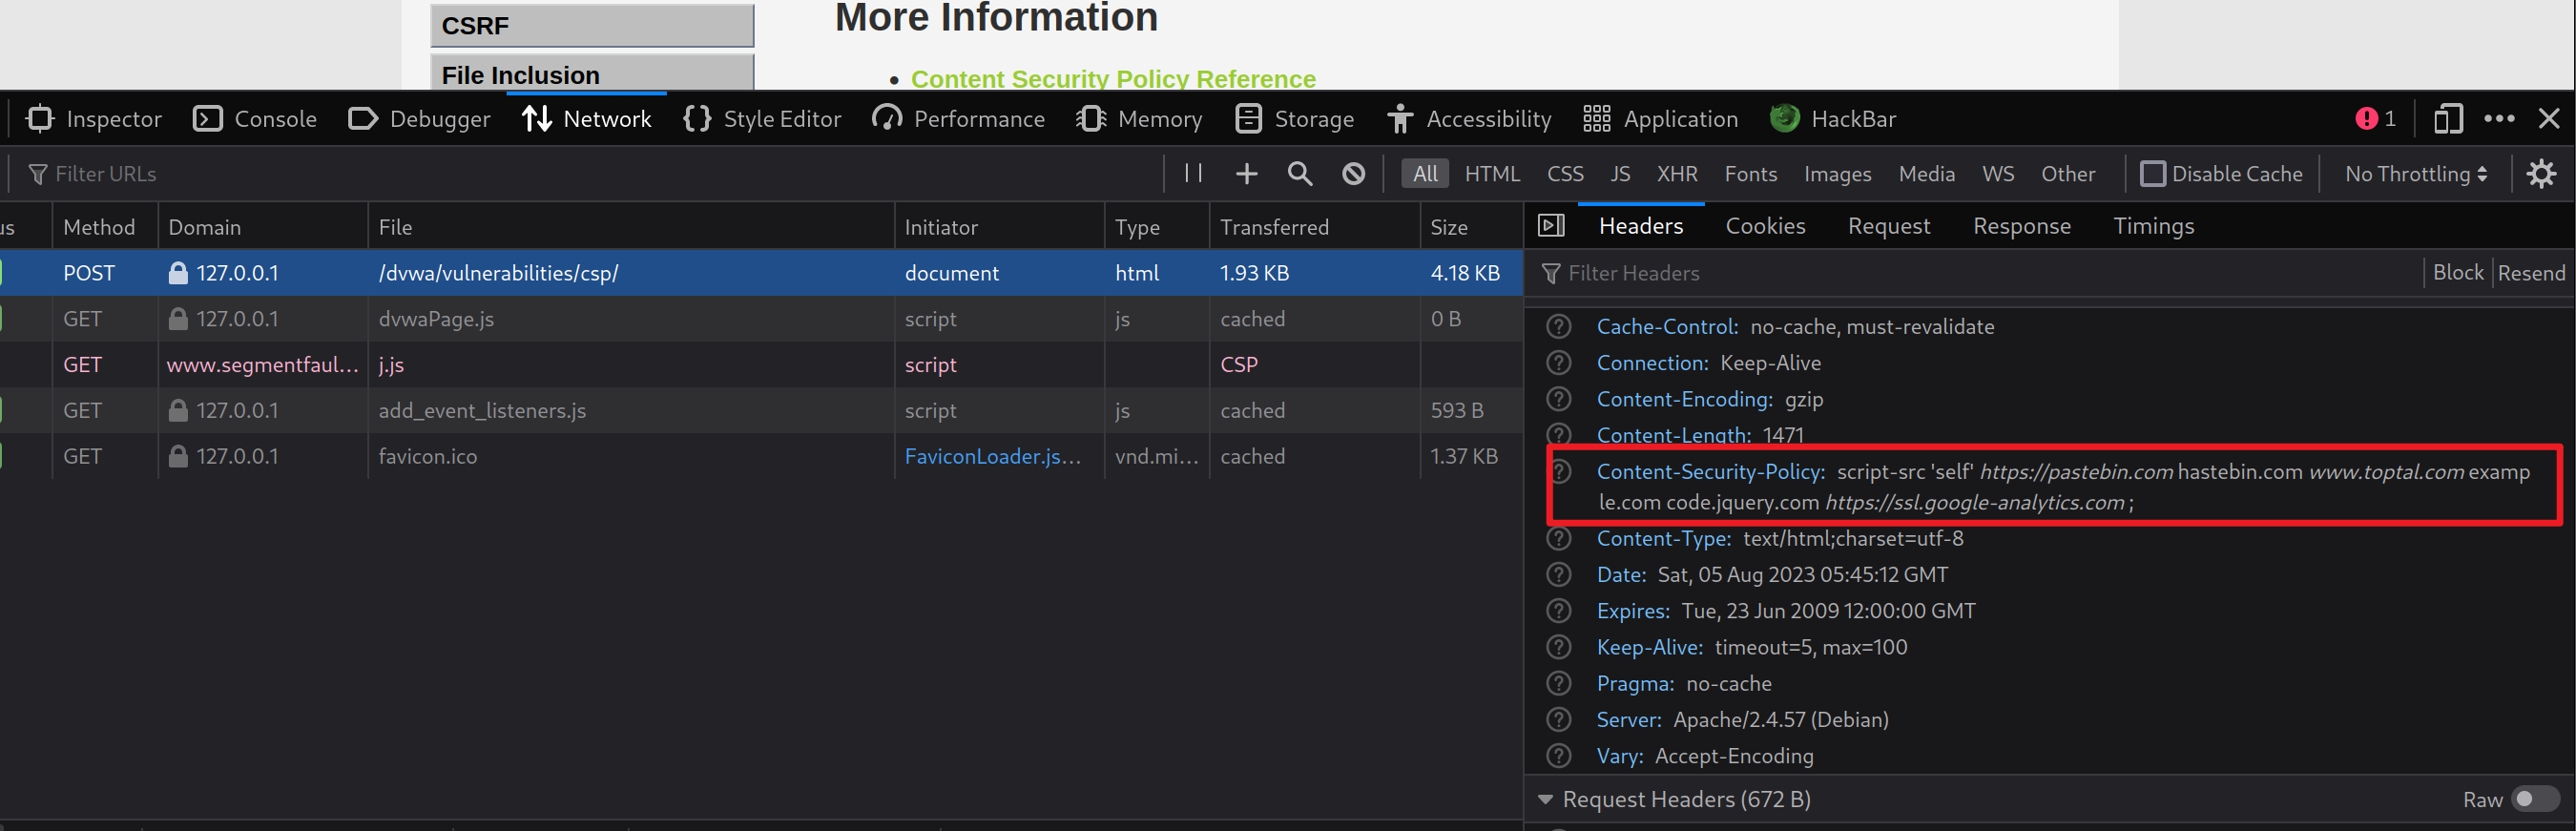 CSRF
More Information
File Inclusion
• Content Security Policy Reference
Inspector Console Debugger Network Style Editor Performance Memory Storage Accessibility Application HackBar 1
Filter URLs All HTML CSS JS XHR Fonts Images Media WS Other Disable Cache No Throttling
us Method Domain File Initiator Type Transferred Size
POST 127.0.0.1 /dvwa/vulnerabilities/csp/ document html 1.93 KB 4.18 KB
GET 127.0.0.1 dvwaPage.js script js cached 0 B
GET www.segmentfaul... j.js script CSP
GET 127.0.0.1 add_event_listeners.js script js cached 593 B
GET 127.0.0.1 favicon.ico FaviconLoader.js... vnd.mi... cached 1.37 KB
Headers Cookies Request Response Timings
Filter Headers Block Resend
Cache-Control: no-cache, must-revalidate
Connection: Keep-Alive
Content-Encoding: gzip
Content-Length: 1471
Content-Security-Policy: script-src 'self' https://pastebin.com hastebin.com www.toptal.com examp
le.com code.jquery.com https://ssl.google-analytics.com ;
Content-Type: text/html;charset=utf-8
Date: Sat, 05 Aug 2023 05:45:12 GMT
Expires: Tue, 23 Jun 2009 12:00:00 GMT
Keep-Alive: timeout=5, max=100
Pragma: no-cache
Server: Apache/2.4.57 (Debian)
Vary: Accept-Encoding
Request Headers (672 B) Raw